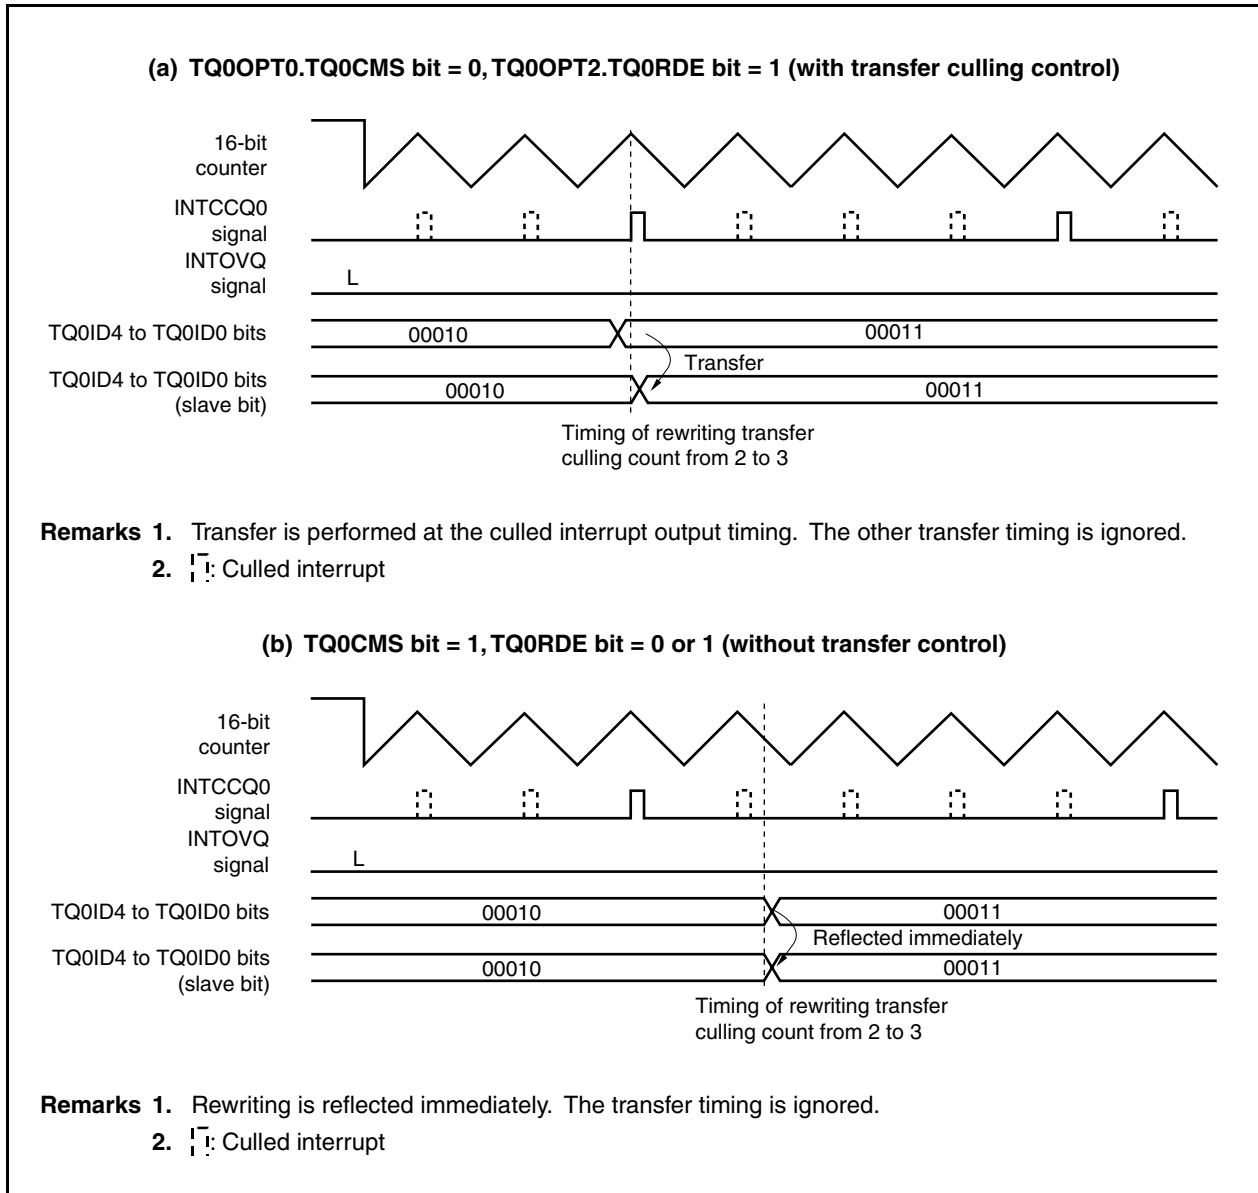 (a) TQ0OPT0.TQ0CMS bit = 0, TQ0OPT2.TQ0RDE bit = 1 (with transfer culling control)
16-bit
counter
INTCCQ0
signal
INTOVQ
signal
L
TQ0ID4 to TQ0ID0 bits
00010
00011
Transfer
TQ0ID4 to TQ0ID0 bits
(slave bit)
00010
00011
Timing of rewriting transfer
culling count from 2 to 3
Remarks 1. Transfer is performed at the culled interrupt output timing. The other transfer timing is ignored.
2. : Culled interrupt
(b) TQ0CMS bit = 1, TQ0RDE bit = 0 or 1 (without transfer control)
16-bit
counter
INTCCQ0
signal
INTOVQ
signal
L
TQ0ID4 to TQ0ID0 bits
00010
00011
Reflected immediately
TQ0ID4 to TQ0ID0 bits
(slave bit)
00010
00011
Timing of rewriting transfer
culling count from 2 to 3
Remarks 1. Rewriting is reflected immediately. The transfer timing is ignored.
2. : Culled interrupt